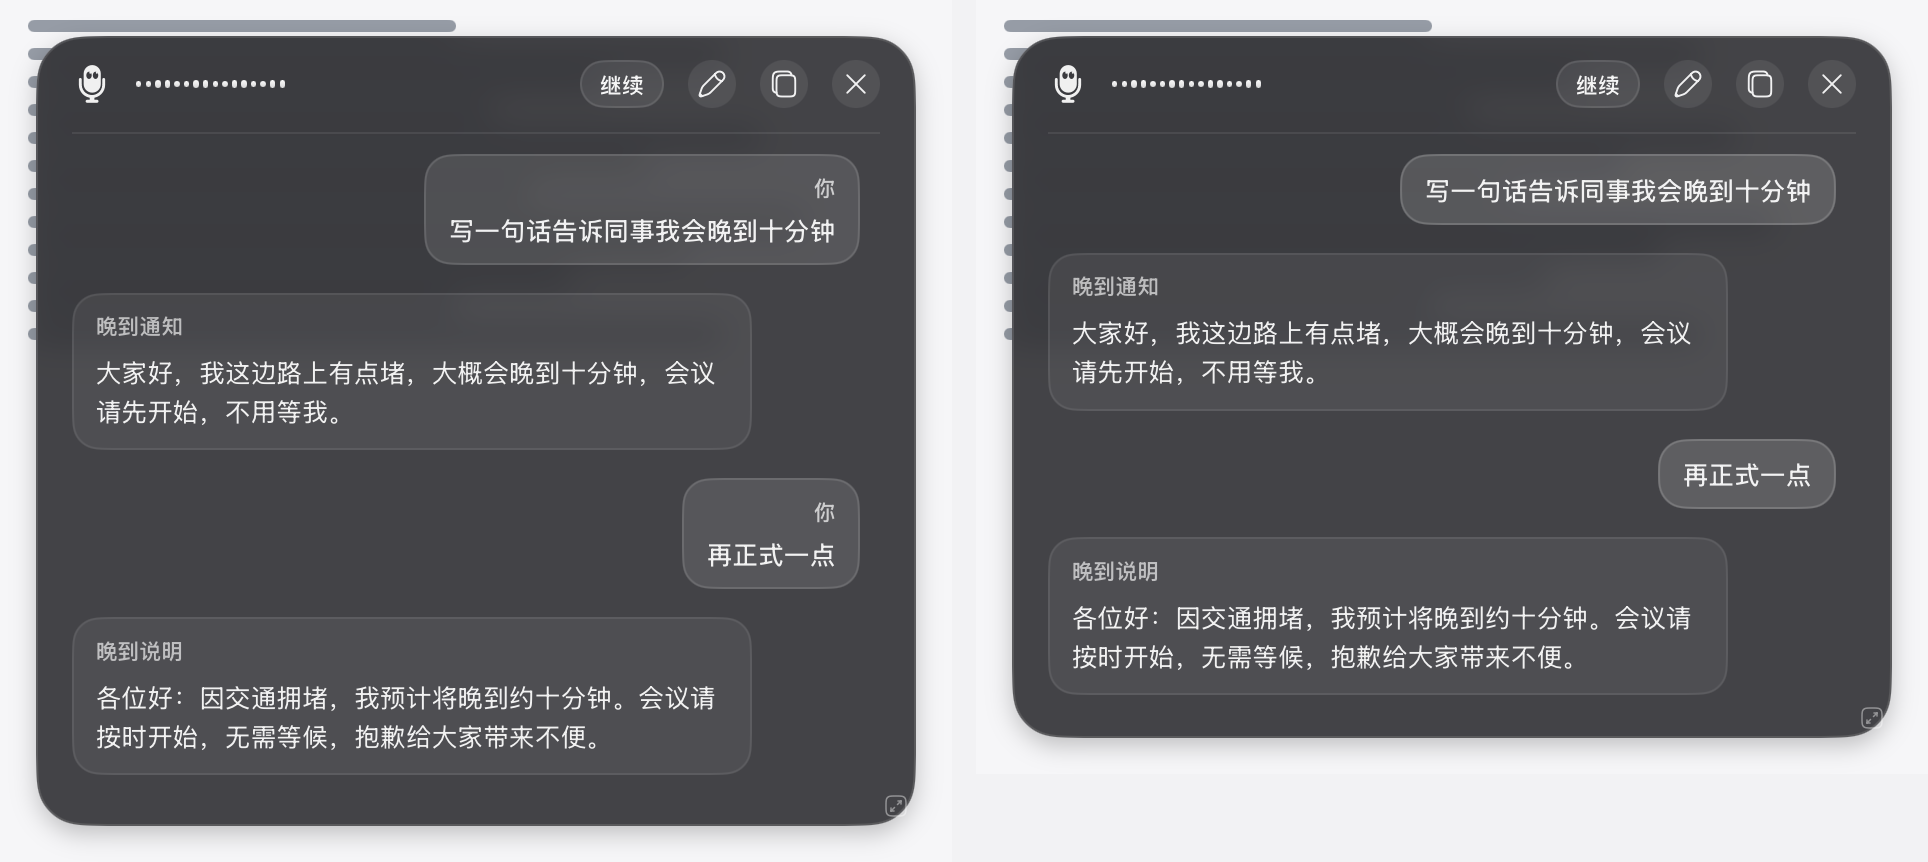 继续
你
写一句话告诉同事我会晚到十分钟
晚到通知
大家好，我这边路上有点堵，大概会晚到十分钟，会议
请先开始，不用等我。
你
再正式一点
晚到说明
各位好：因交通拥堵，我预计将晚到约十分钟。会议请
按时开始，无需等候，抱歉给大家带来不便。
继续
写一句话告诉同事我会晚到十分钟
晚到通知
大家好，我这边路上有点堵，大概会晚到十分钟，会议
请先开始，不用等我。
再正式一点
晚到说明
各位好：因交通拥堵，我预计将晚到约十分钟。会议请
按时开始，无需等候，抱歉给大家带来不便。